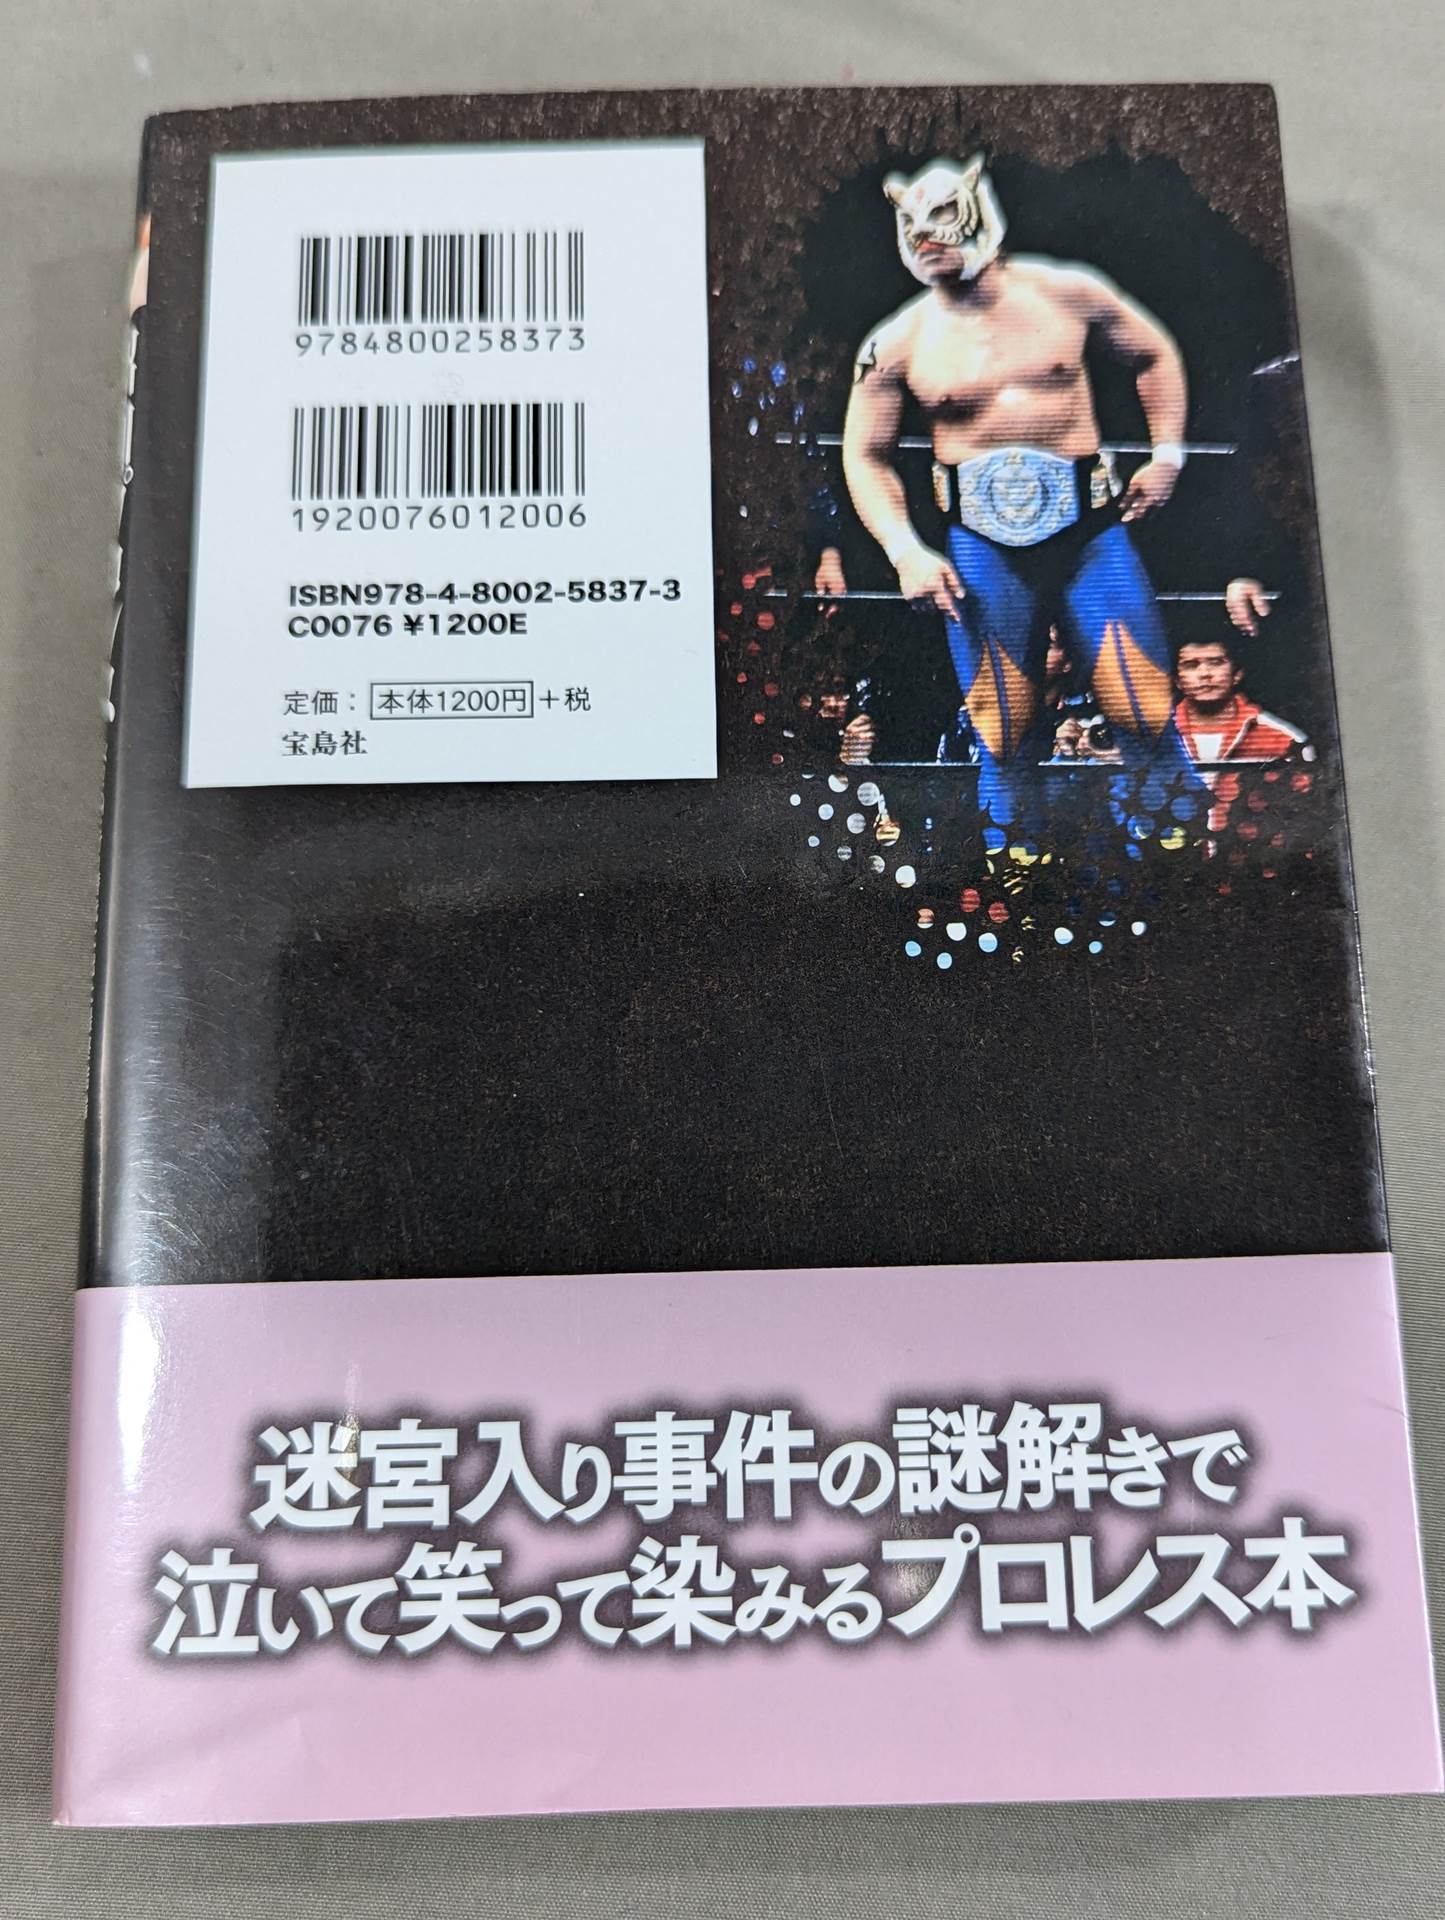 9784800258373
1920076012006
ISBN978-4-8002-5837-3
C0076 ¥1200E
定価：本体1200円＋税
宝島社
迷宮入り事件の謎解きで
泣いて笑って染みるプロレス本